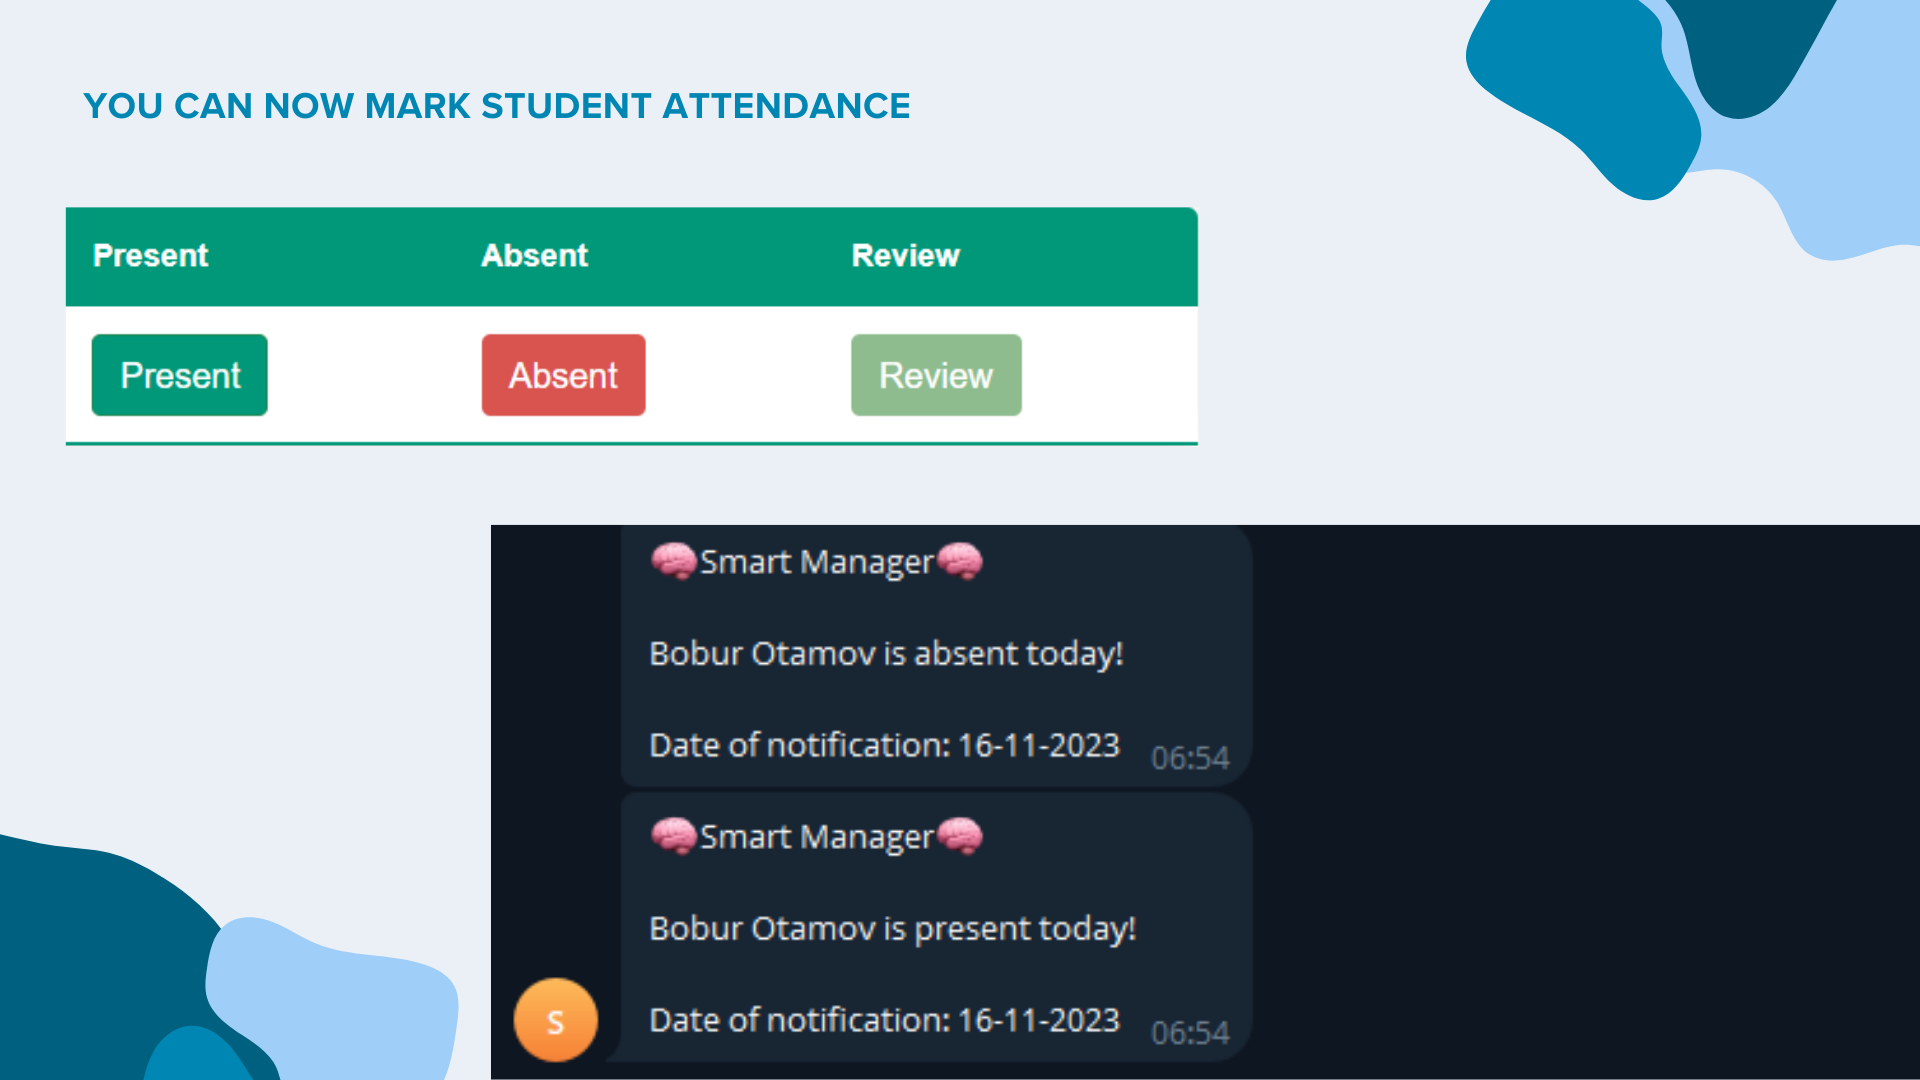 YOU CAN NOW MARK STUDENT ATTENDANCE
Present Absent Review
Present Absent Review
🧠Smart Manager🧠
Bobur Otamov is absent today!
Date of notification: 16-11-2023 06:54
🧠Smart Manager🧠
Bobur Otamov is present today!
S
Date of notification: 16-11-2023 06:54